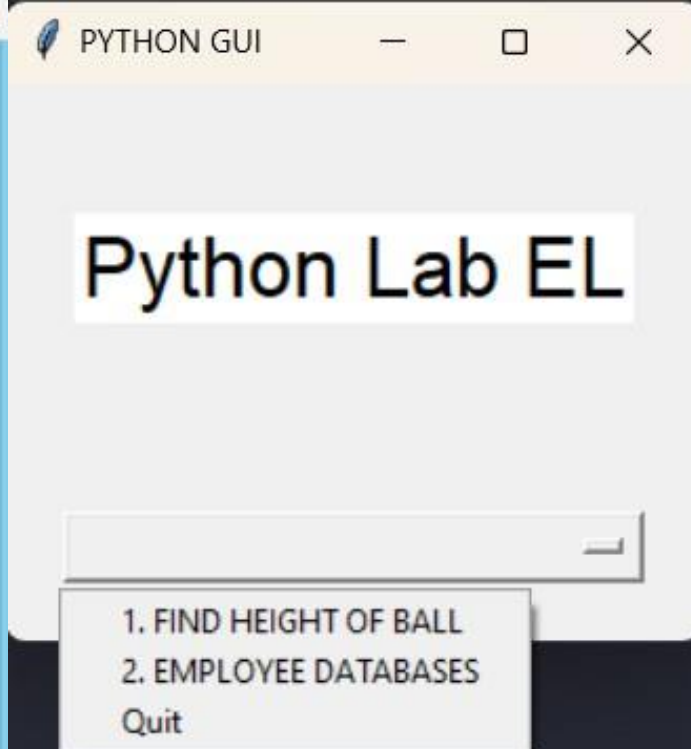 PYTHON GUI
Python Lab EL
1. FIND HEIGHT OF BALL
2. EMPLOYEE DATABASES
Quit